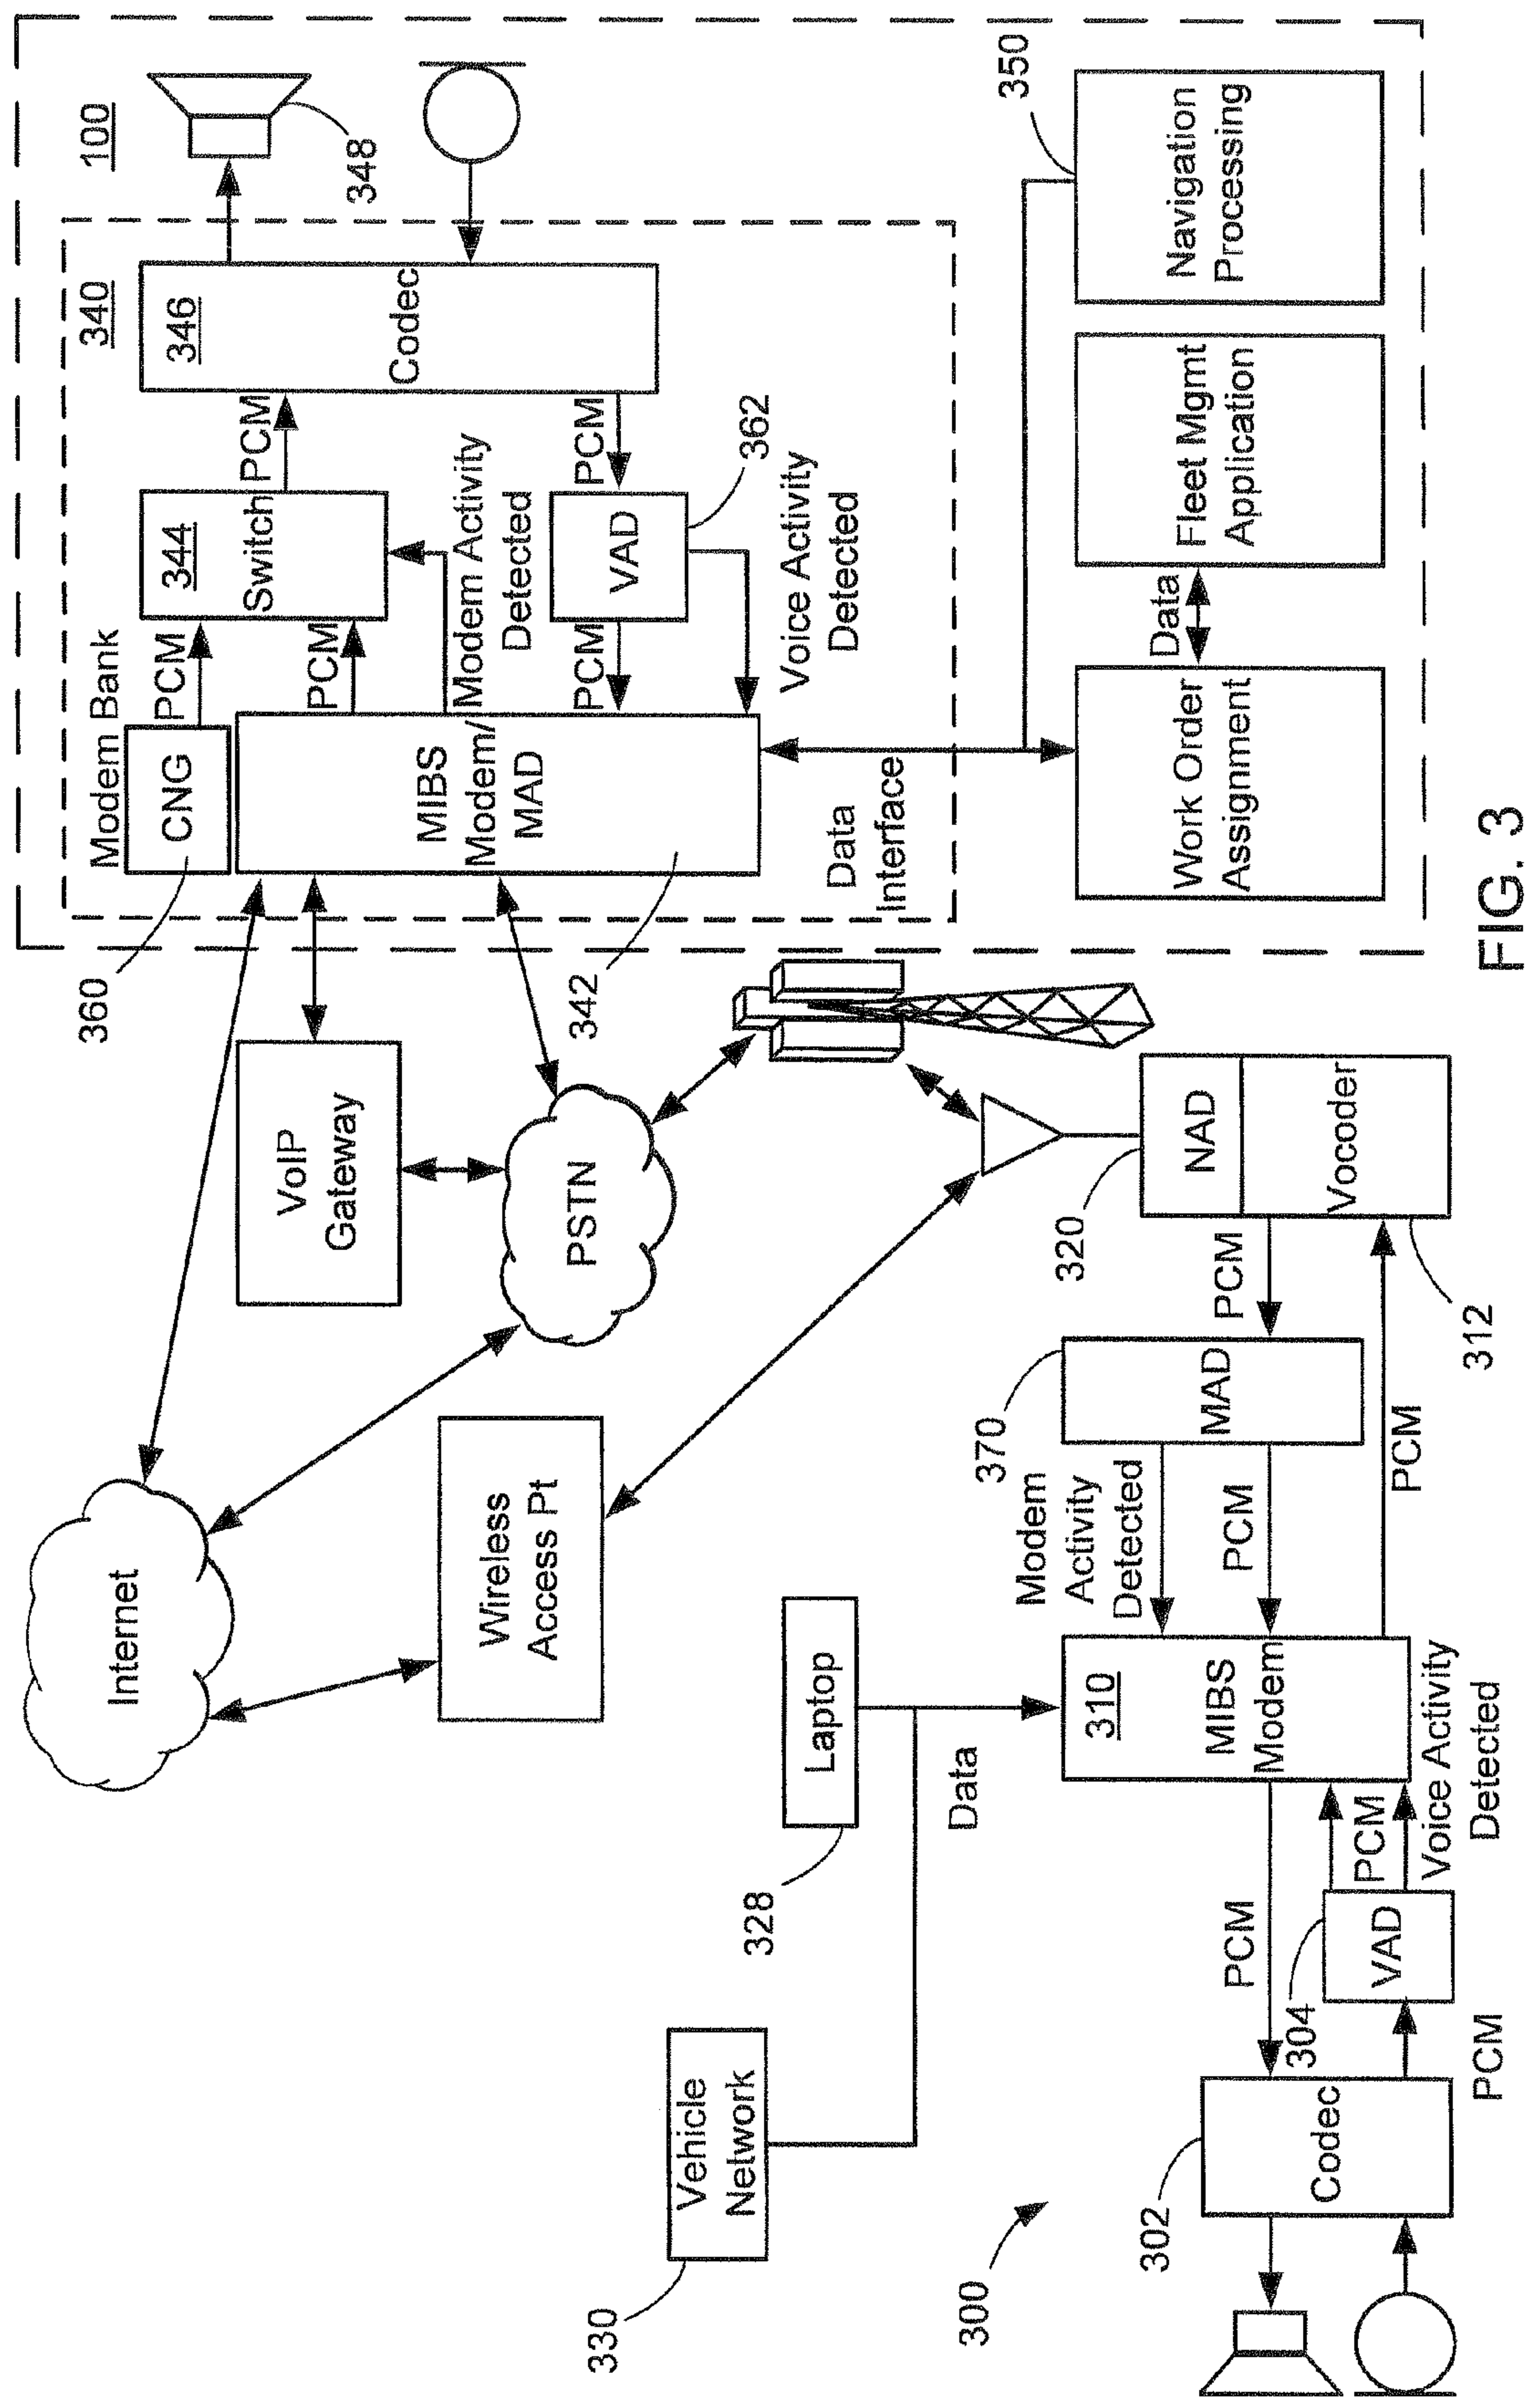 Internet
Wireless
Access Pt
VoIP
Gateway
PSTN
360
342
Modem Bank
340
100
CNG
PCM
MIBS
Modem/
MAD
PCM
344
Switch
PCM
346
Codec
348
Modem Activity
Detected
PCM
VAD
PCM
362
Voice Activity
Detected
Data
Interface
Work Order
Assignment
Data
Fleet Mgmt
Application
Navigation
Processing
350
330
Vehicle
Network
328
Laptop
Data
300
302
Codec
PCM
304
VAD
PCM
PCM
Voice Activity
Detected
310
MIBS
Modem
Modem
Activity
Detected
PCM
370
MAD
PCM
PCM
320
NAD
Vocoder
312
FIG. 3